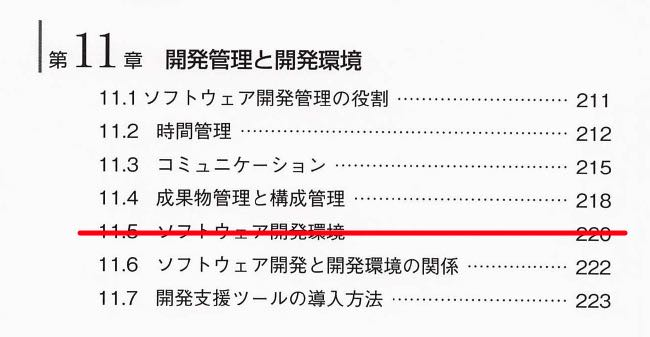 第11章 開発管理と開発環境
11.1 ソフトウェア開発管理の役割 ………………………… 211
11.2 時間管理 ……………………………………………… 212
11.3 コミュニケーション ………………………………… 215
11.4 成果物管理と構成管理 ……………………………… 218
11.5 ソフトウェア開発環境 220
11.6 ソフトウェア開発と開発環境の関係 ……………… 222
11.7 開発支援ツールの導入方法 ………………………… 223